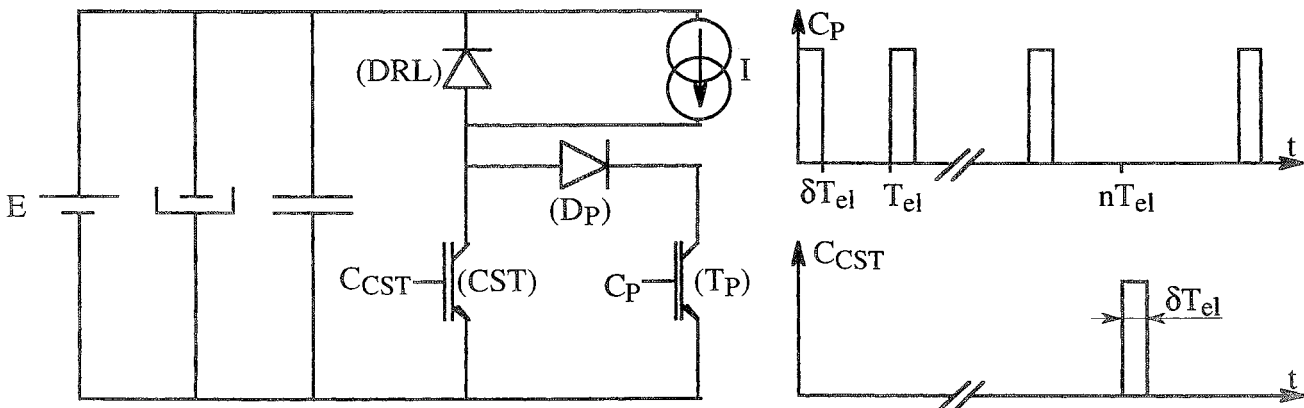 (DRL)
I
E
(DP)
CCST
(CST)
CP
(TP)
CP
t
δTel
Tel
nTel
CCST
δTel
t